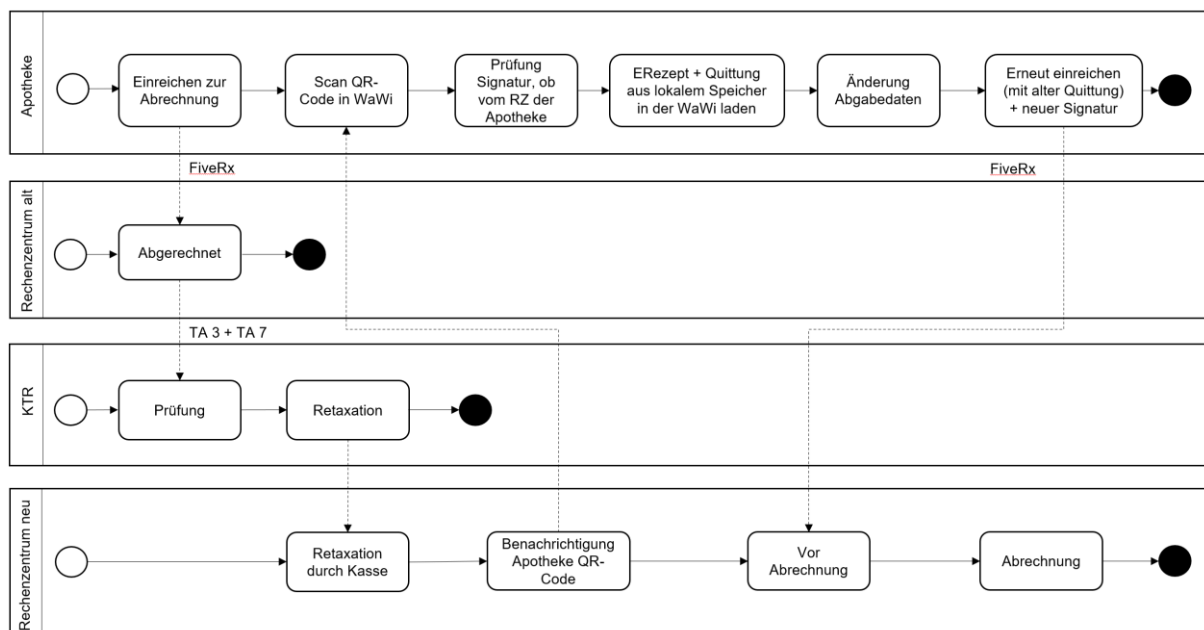 Apotheke
Einreichen zur
Abrechnung
Scan QR-
Code in WaWi
Prüfung
Signatur, ob
vom RZ der
Apotheke
ERezept + Quittung
aus lokalem Speicher
in der WaWi laden
Änderung
Abgabedaten
Erneut einreichen
(mit alter Quittung)
+ neuer Signatur
FiveRx
FiveRx
Rechenzentrum alt
Abgerechnet
TA 3 + TA 7
KTR
Prüfung
Retaxation
Rechenzentrum neu
Retaxation
durch Kasse
Benachrichtigung
Apotheke QR-
Code
Vor
Abrechnung
Abrechnung